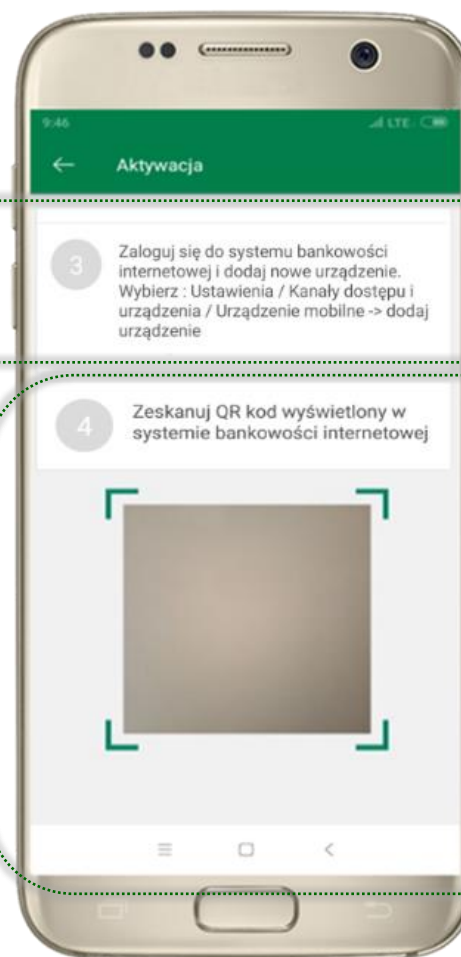 9:46 LTE
Aktywacja
3
Zaloguj się do systemu bankowości
internetowej i dodaj nowe urządzenie.
Wybierz : Ustawienia / Kanały dostępu i
urządzenia / Urządzenie mobilne -> dodaj
urządzenie
4
Zeskanuj QR kod wyświetlony w
systemie bankowości internetowej